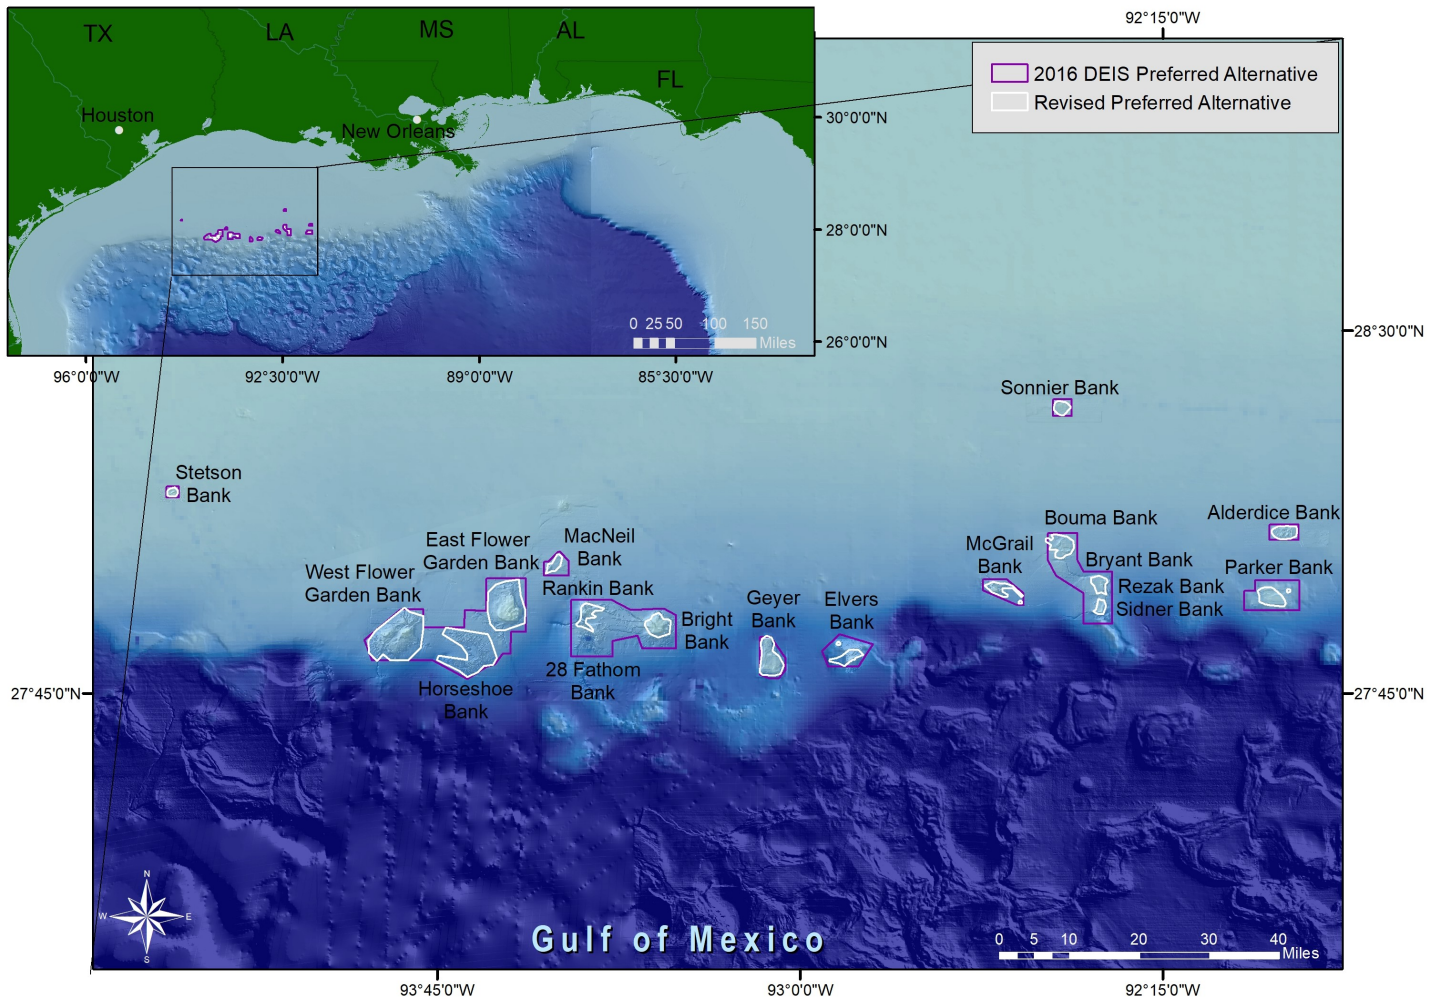 TX
LA
MS
AL
FL
Houston
New Orleans
0 25 50 100 150
Miles
96°0'0"W
92°30'0"W
89°0'0"W
85°30'0"W
30°0'0"N
28°0'0"N
26°0'0"N
92°15'0"W
2016 DEIS Preferred Alternative
Revised Preferred Alternative
28°30'0"N
Sonnier Bank
Stetson
Bank
Alderdice Bank
Bouma Bank
MacNeil
Bank
East Flower
Garden Bank
McGrail
Bank
Bryant Bank
Parker Bank
West Flower
Garden Bank
Rankin Bank
Rezak Bank
Sidner Bank
Geyer
Bank
Elvers
Bank
Bright
Bank
28 Fathom
Bank
Horseshoe
Bank
27°45'0"N
27°45'0"N
N
W
E
S
Gulf of Mexico
0 5 10 20 30 40
Miles
93°45'0"W
93°0'0"W
92°15'0"W